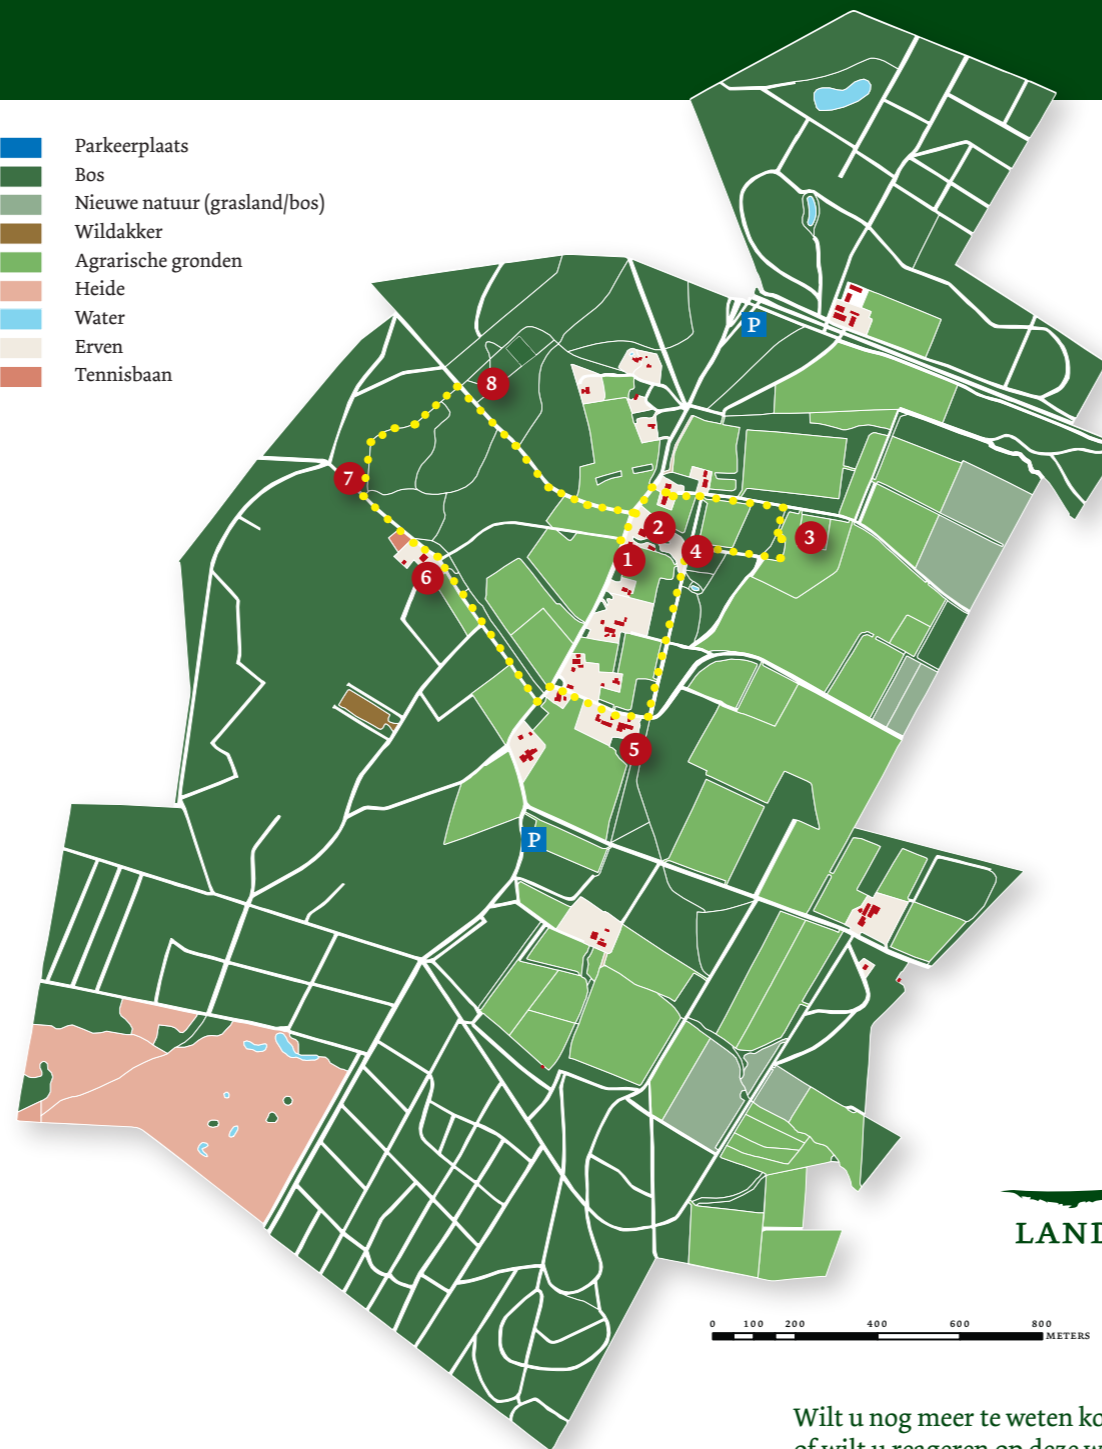 Parkeerplaats
Bos
Nieuwe natuur (grasland/bos)
Wildakker
Agrarische gronden
Heide
Water
Erven
Tennisbaan
P
8
7
2
3
4
1
6
5
P
LAND
0 100 200 400 600 800
METERS
Wilt u nog meer te weten ko